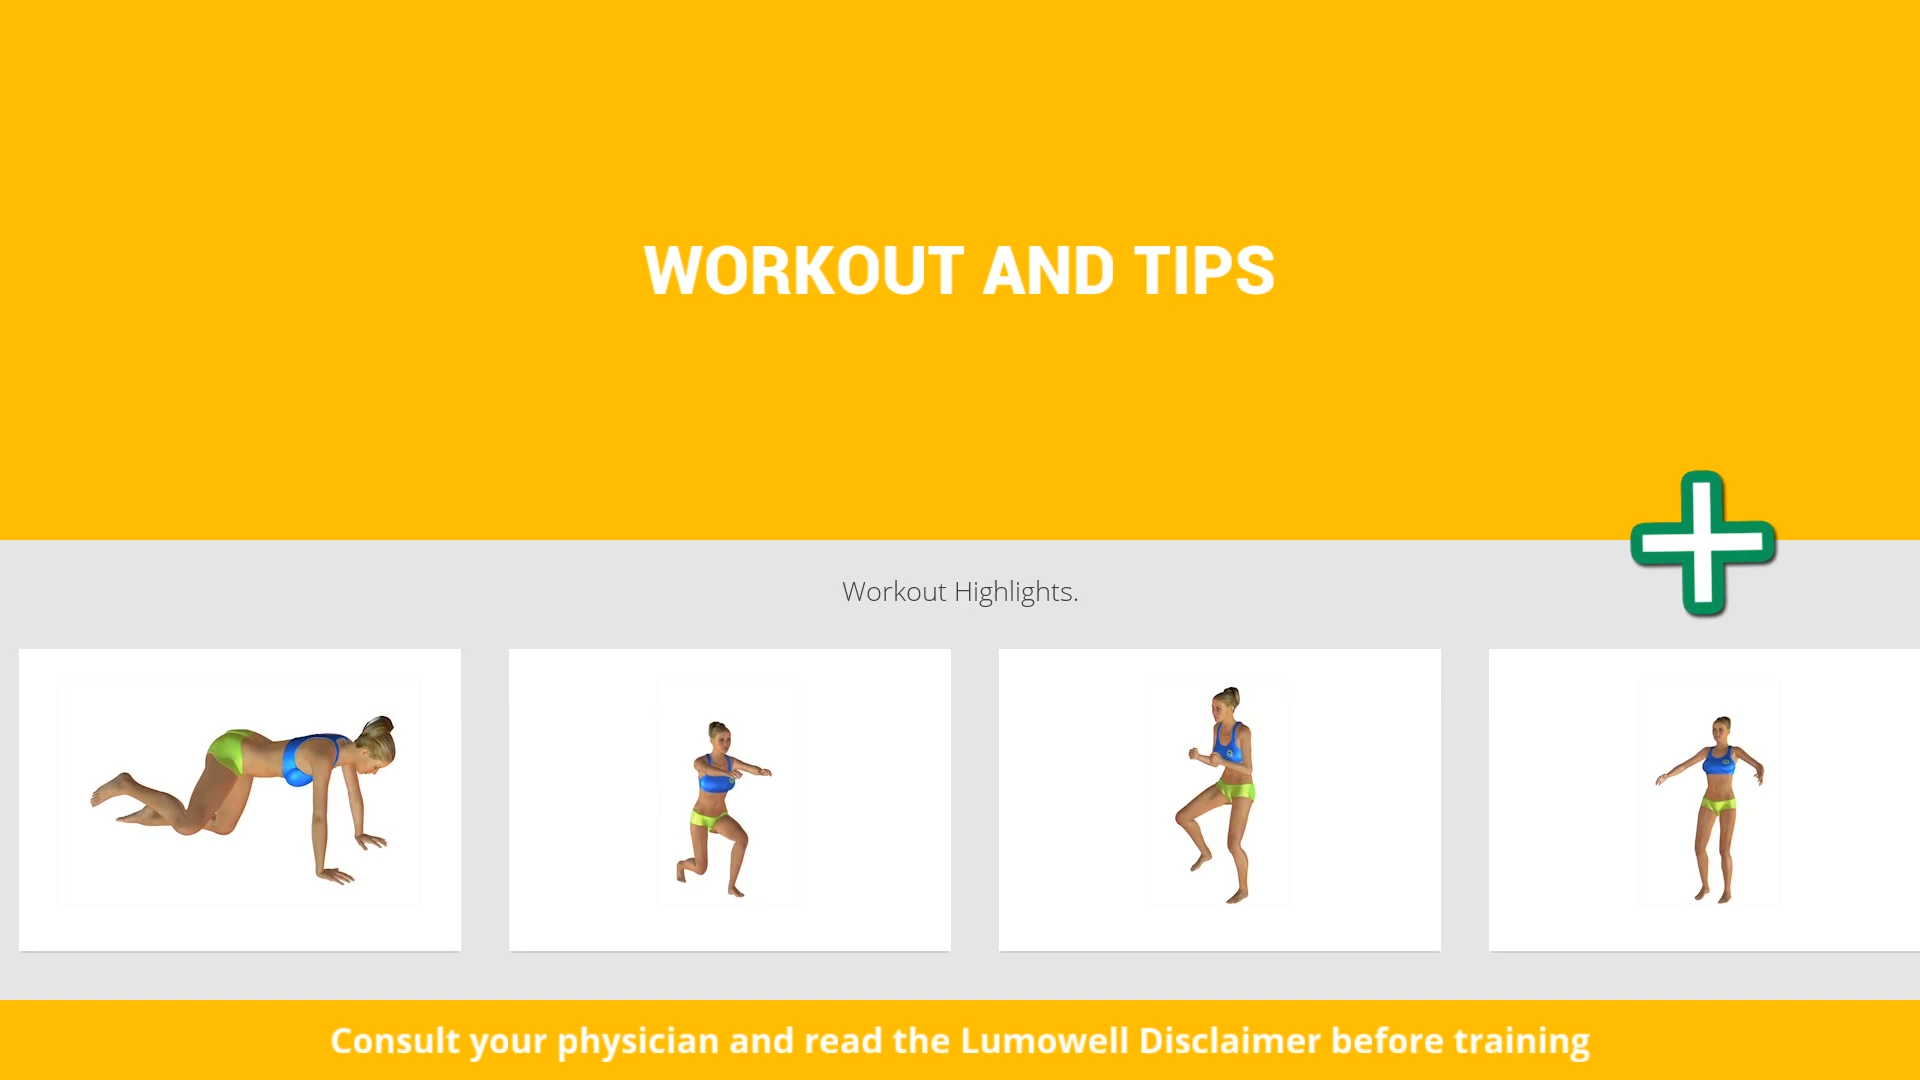 WORKOUT AND TIPS
Workout Highlights.
Consult your physician and read the Lumowell Disclaimer before training